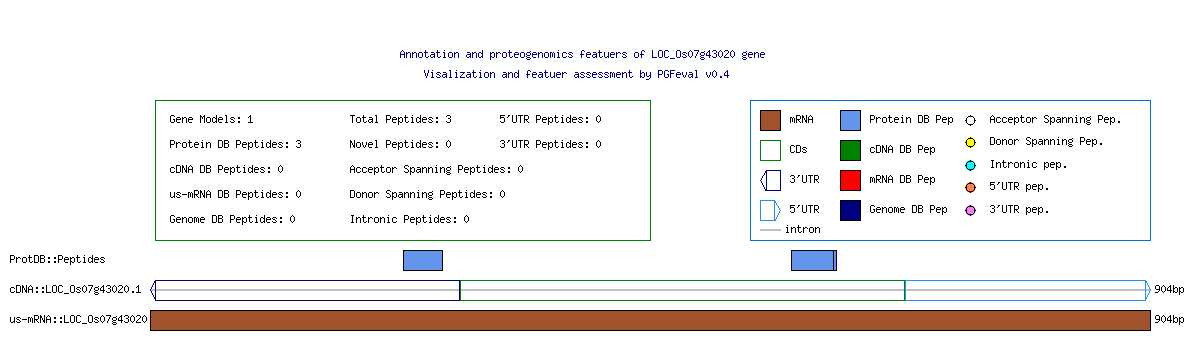 Annotation and proteogenomics featuers of LOC_Os07g43020 gene
Visalization and featuer assessment by PGFeval v0.4
Gene Models: 1 Total Peptides: 3 5'UTR Peptides: 0
Protein DB Peptides: 3 Novel Peptides: 0 3'UTR Peptides: 0
cDNA DB Peptides: 0 Acceptor Spanning Peptides: 0
us-mRNA DB Peptides: 0 Donor Spanning Peptides: 0
Genome DB Peptides: 0 Intronic Peptides: 0
mRNA Protein DB Pep Acceptor Spanning Pep.
CDs cDNA DB Pep Donor Spanning Pep.
3'UTR mRNA DB Pep Intronic pep.
5'UTR Genome DB Pep 5'UTR pep.
intron 3'UTR pep.
ProtDB::Peptides
cDNA::LOC_Os07g43020.1 904bp
us-mRNA::LOC_Os07g43020 904bp